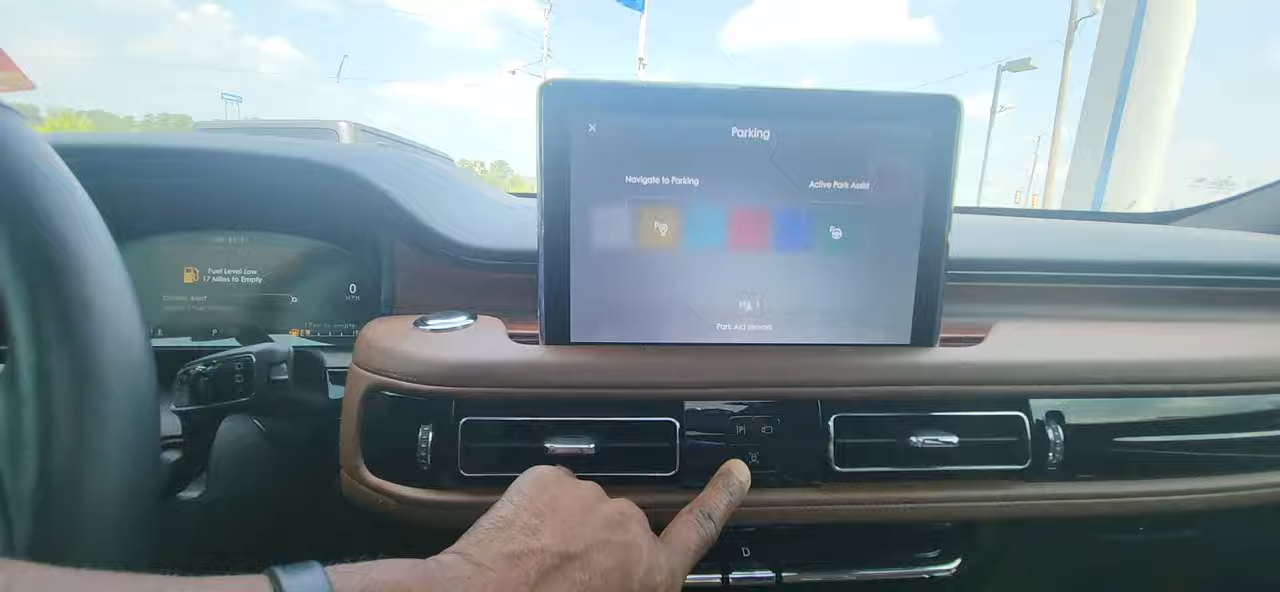 Parking
Navigate to Parking
Active Park Assist
Park Aid sensors
Fuel Level Low
17 Miles to Empty
0
MPH
P
E
P
D